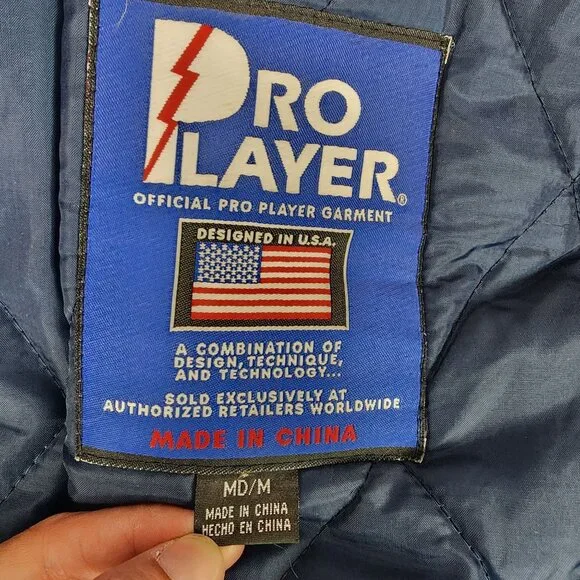 PRO
PLAYER®
OFFICIAL PRO PLAYER GARMENT
DESIGNED IN U.S.A.
A COMBINATION OF
DESIGN, TECHNIQUE,
AND TECHNOLOGY...
SOLD EXCLUSIVELY AT
AUTHORIZED RETAILERS WORLDWIDE
MADE IN CHINA
MD/M
MADE IN CHINA
HECHO EN CHINA